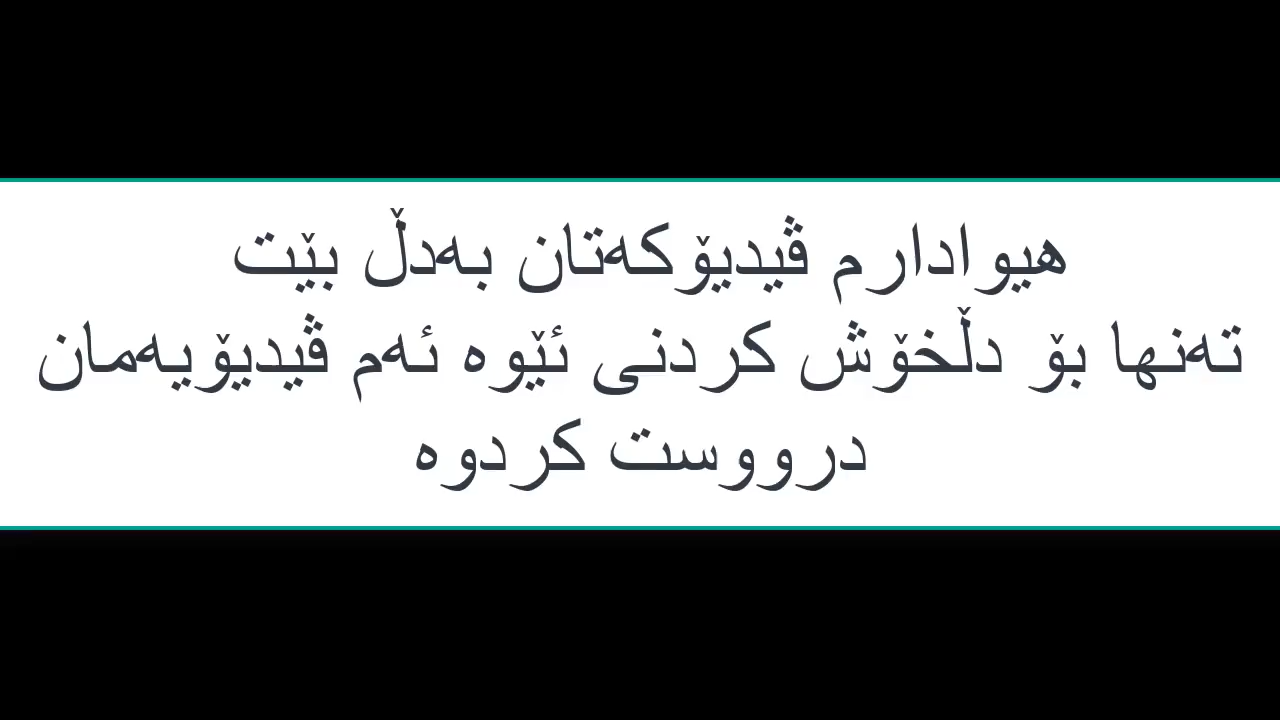 هیوادارم ڤیدیۆکەتان بەدڵ بێت
تەنها بۆ دڵخۆش کردنی ئێوە ئەم ڤیدیۆیەمان
درووست کردوە